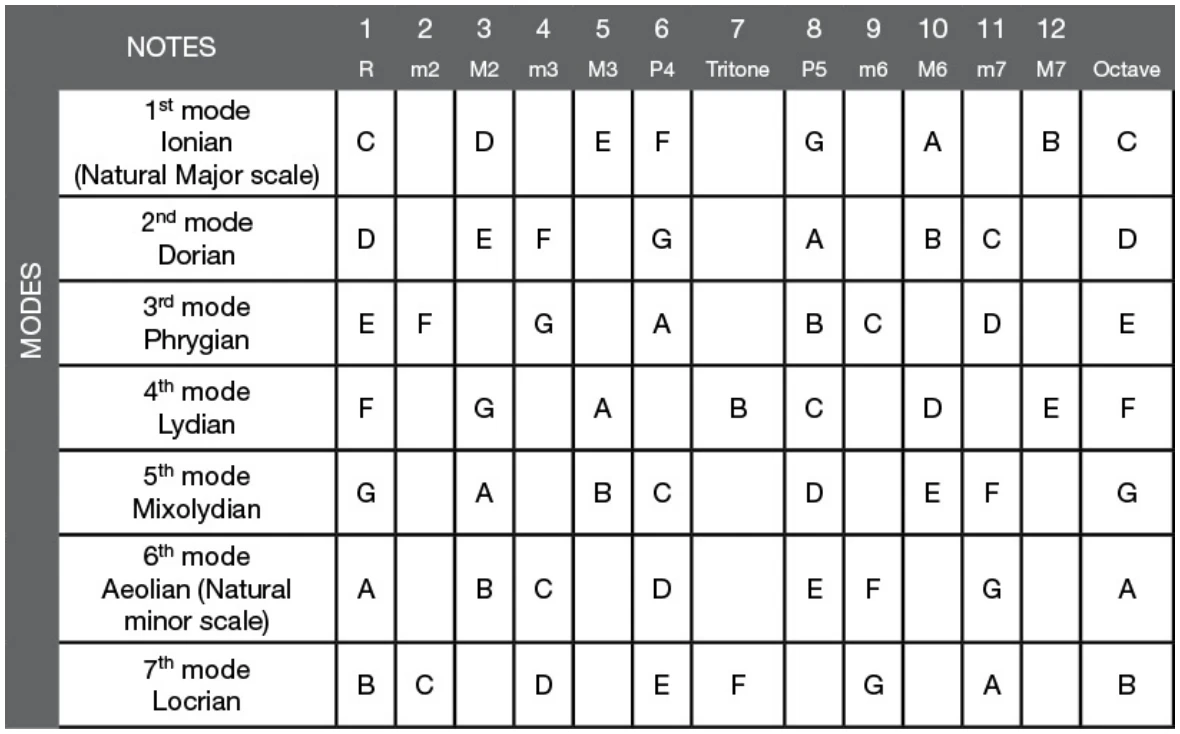 NOTES
1 2 3 4 5 6 7 8 9 10 11 12
R m2 M2 m3 M3 P4 Tritone P5 m6 M6 m7 M7 Octave
MODES
1st mode
Ionian
(Natural Major scale)
C D E F G A B C
2nd mode
Dorian
D E F G A B C D
3rd mode
Phrygian
E F G A B C D E
4th mode
Lydian
F G A B C D E F
5th mode
Mixolydian
G A B C D E F G
6th mode
Aeolian (Natural
minor scale)
A B C D E F G A
7th mode
Locrian
B C D E F G A B